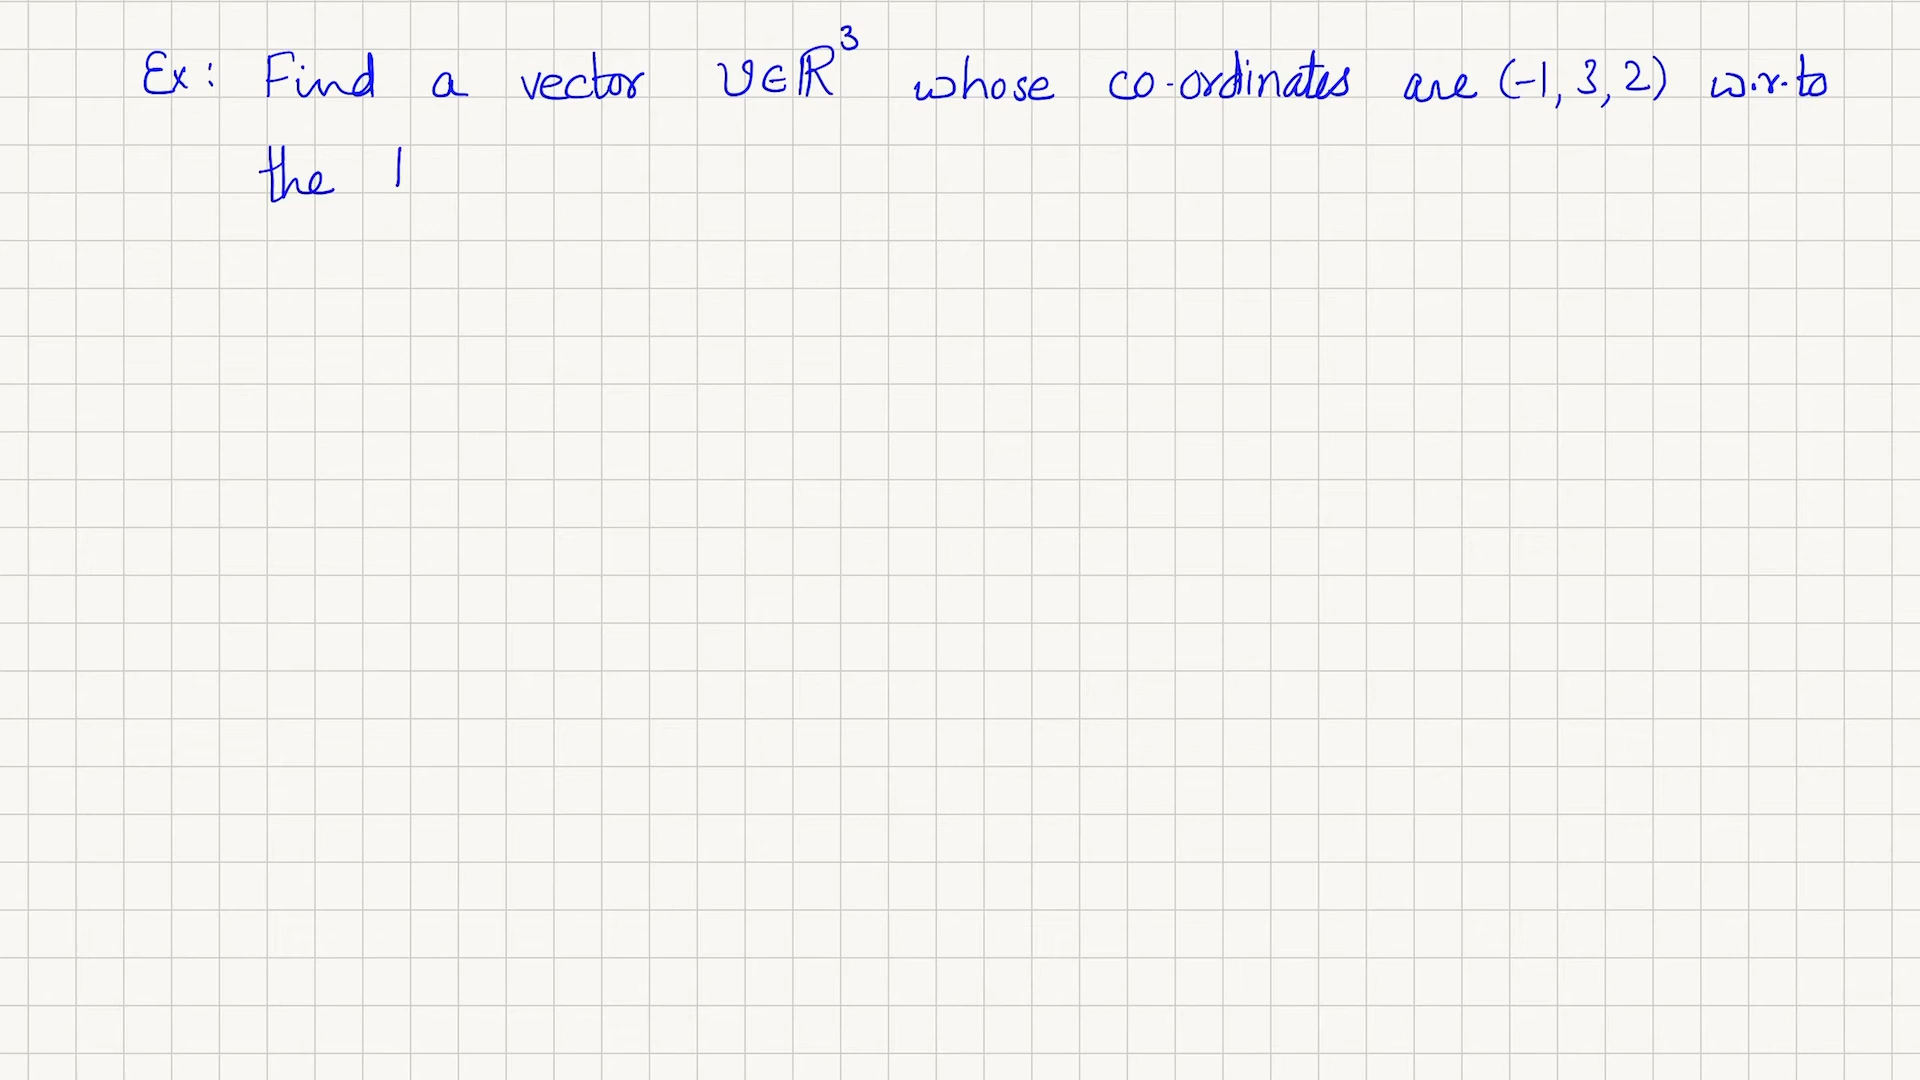 Ex: Find a vector v∈ℝ³ whose co-ordinates are (-1, 3, 2) w.r.to
the